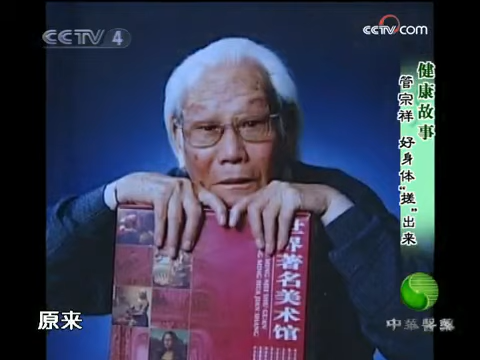 CCTV 4
CCTV.com
健康故事
管宗祥 好身体“搓”出来
世界著名美术馆
原来
中华医药